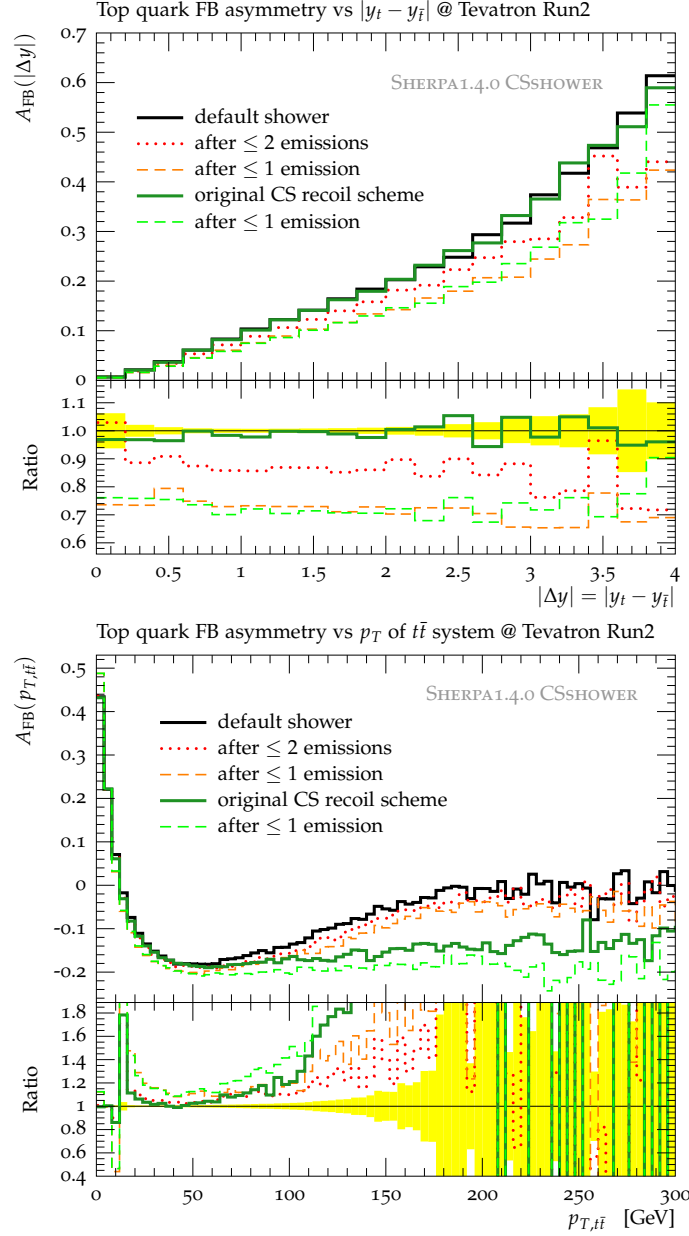 Top quark FB asymmetry vs |y_t − y_t̄| @ Tevatron Run2
A_FB(|Δy|)
SHERPA1.4.0 CSSHOWER
default shower
after ≤ 2 emissions
after ≤ 1 emission
original CS recoil scheme
after ≤ 1 emission
0.7
0.6
0.5
0.4
0.3
0.2
0.1
0
Ratio
1.1
1.0
0.9
0.8
0.7
0.6
0 0.5 1 1.5 2 2.5 3 3.5 4
|Δy| = |y_t − y_t̄|
Top quark FB asymmetry vs p_T of tt̄ system @ Tevatron Run2
A_FB(p_T,tt̄)
SHERPA1.4.0 CSSHOWER
default shower
after ≤ 2 emissions
after ≤ 1 emission
original CS recoil scheme
after ≤ 1 emission
0.5
0.4
0.3
0.2
0.1
0
-0.1
-0.2
Ratio
1.8
1.6
1.4
1.2
1
0.8
0.6
0.4
0 50 100 150 200 250 300
p_T,tt̄ [GeV]